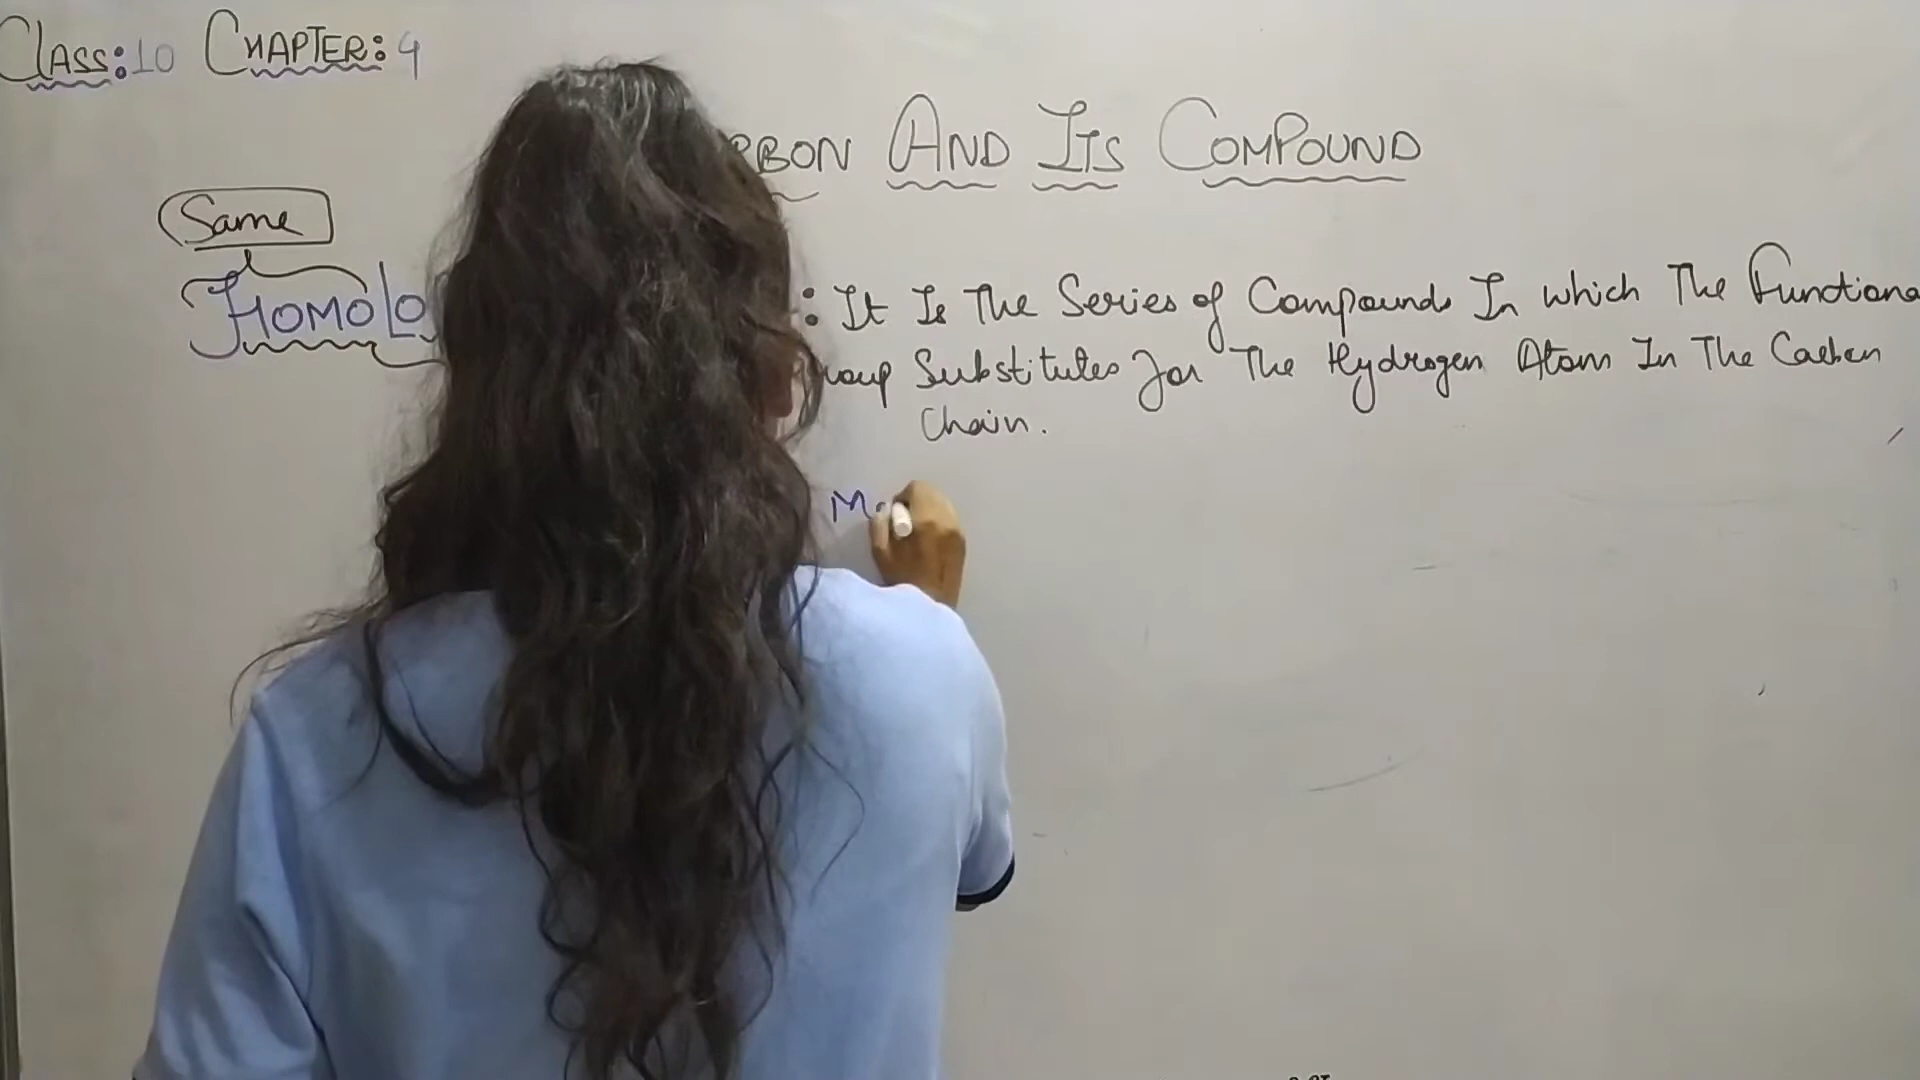 CLASS:10 CHAPTER: 4
RBON AND ITS COMPOUND
Same
HOMOLO : It Is The Series of Compounds In which The Functiona
roup Substitutes for The Hydrogen Atom In The Carbon
Chain.
M